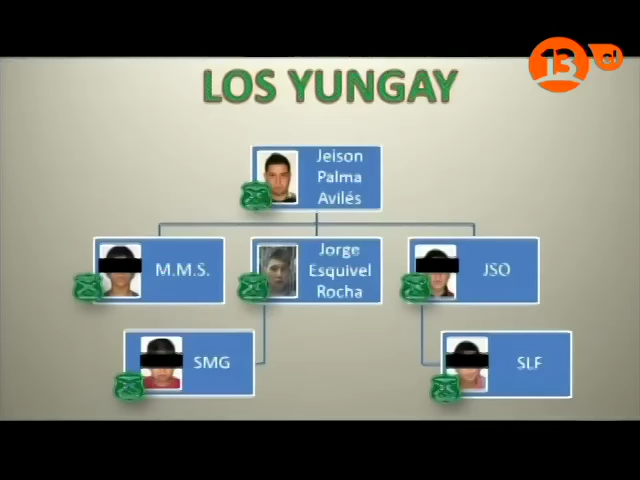 13
cl
LOS YUNGAY
Jeison
Palma
Avilés
M.M.S.
Jorge
Esquivel
Rocha
JSO
SMG
SLF